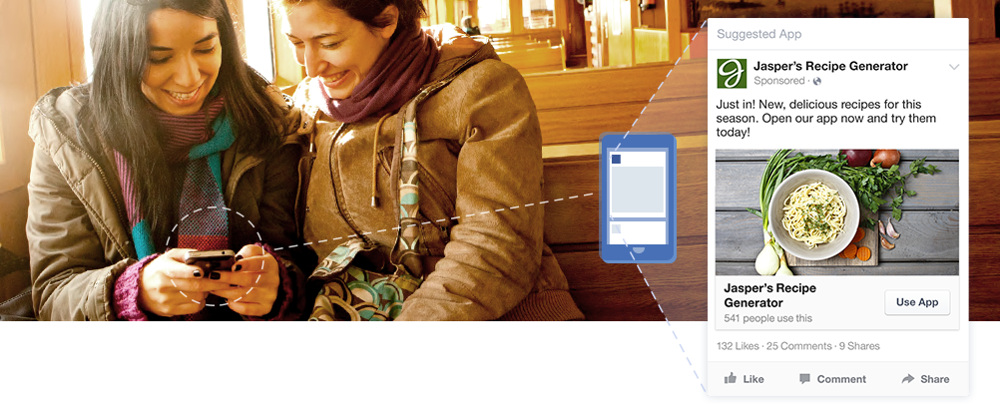 Suggested App
Jasper's Recipe Generator
Sponsored ·
Just in! New, delicious recipes for this
season. Open our app now and try them
today!
Jasper's Recipe
Generator
541 people use this
Use App
132 Likes · 25 Comments · 9 Shares
Like
Comment
Share